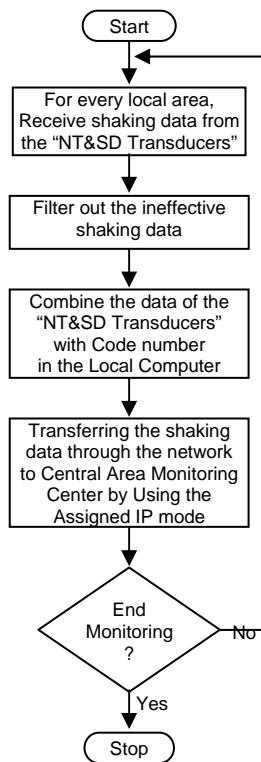 Start
For every local area,
Receive shaking data from
the “NT&SD Transducers”
Filter out the ineffective
shaking data
Combine the data of the
“NT&SD Transducers”
with Code number
in the Local Computer
Transferring the shaking
data through the network
to Central Area Monitoring
Center by Using the
Assigned IP mode
End
Monitoring
?
No
Yes
Stop